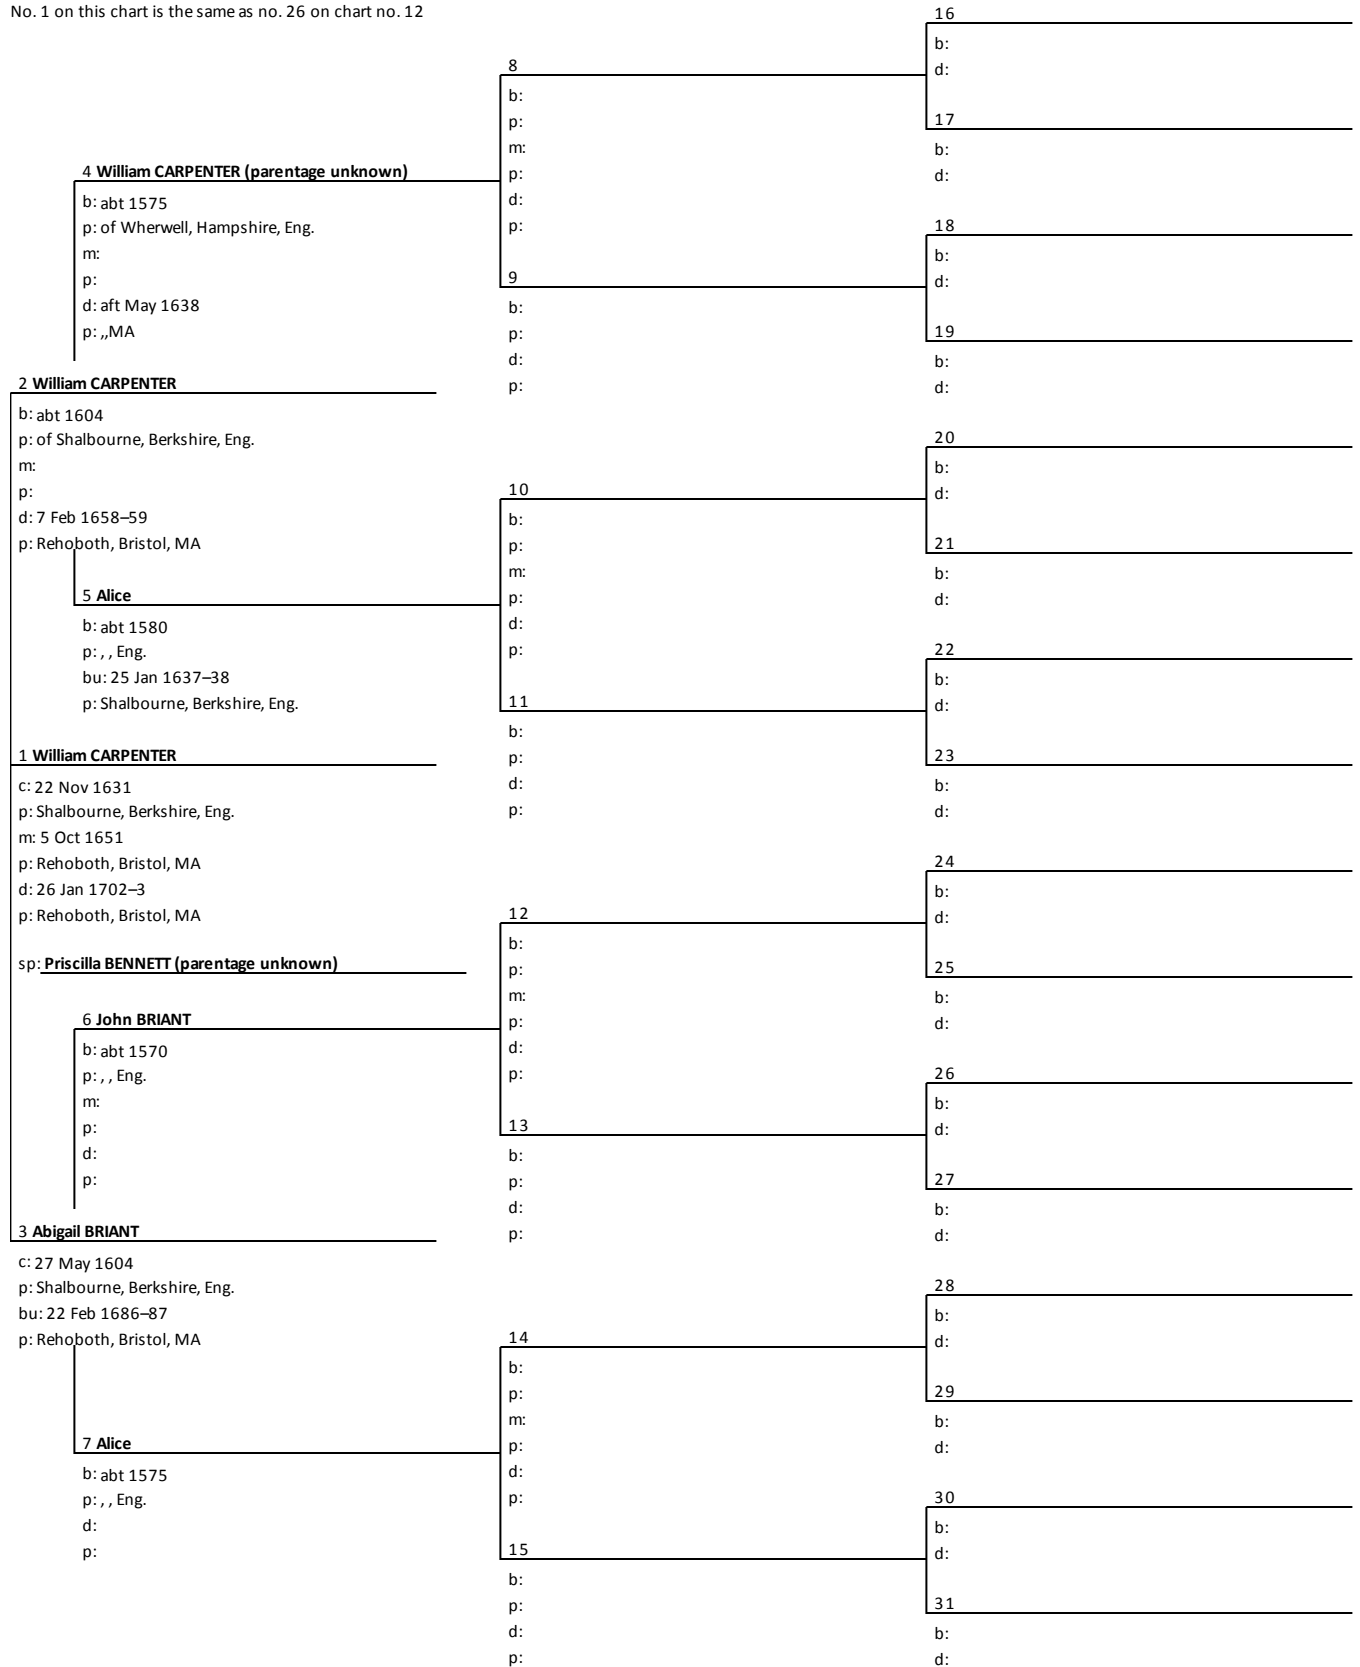 No. 1 on this chart is the same as no. 26 on chart no. 12
4 William CARPENTER (parentage unknown)
b: abt 1575
p: of Wherwell, Hampshire, Eng.
m:
p:
d: aft May 1638
p: ,,MA
2 William CARPENTER
b: abt 1604
p: of Shalbourne, Berkshire, Eng.
m:
p:
d: 7 Feb 1658–59
p: Rehoboth, Bristol, MA
5 Alice
b: abt 1580
p: , , Eng.
bu: 25 Jan 1637–38
p: Shalbourne, Berkshire, Eng.
1 William CARPENTER
c: 22 Nov 1631
p: Shalbourne, Berkshire, Eng.
m: 5 Oct 1651
p: Rehoboth, Bristol, MA
d: 26 Jan 1702–3
p: Rehoboth, Bristol, MA
sp: Priscilla BENNETT (parentage unknown)
6 John BRIANT
b: abt 1570
p: , , Eng.
m:
p:
d:
p:
3 Abigail BRIANT
c: 27 May 1604
p: Shalbourne, Berkshire, Eng.
bu: 22 Feb 1686–87
p: Rehoboth, Bristol, MA
7 Alice
b: abt 1575
p: , , Eng.
d:
p:
8
b:
p:
m:
p:
d:
p:
9
b:
p:
d:
p:
10
b:
p:
m:
p:
d:
p:
11
b:
p:
d:
p:
12
b:
p:
m:
p:
d:
p:
13
b:
p:
d:
p:
14
b:
p:
m:
p:
d:
p:
15
b:
p:
d:
p:
16
b:
d:
17
b:
d:
18
b:
d:
19
b:
d:
20
b:
d:
21
b:
d:
22
b:
d:
23
b:
d:
24
b:
d:
25
b:
d:
26
b:
d:
27
b:
d:
28
b:
d:
29
b:
d:
30
b:
d:
31
b:
d: